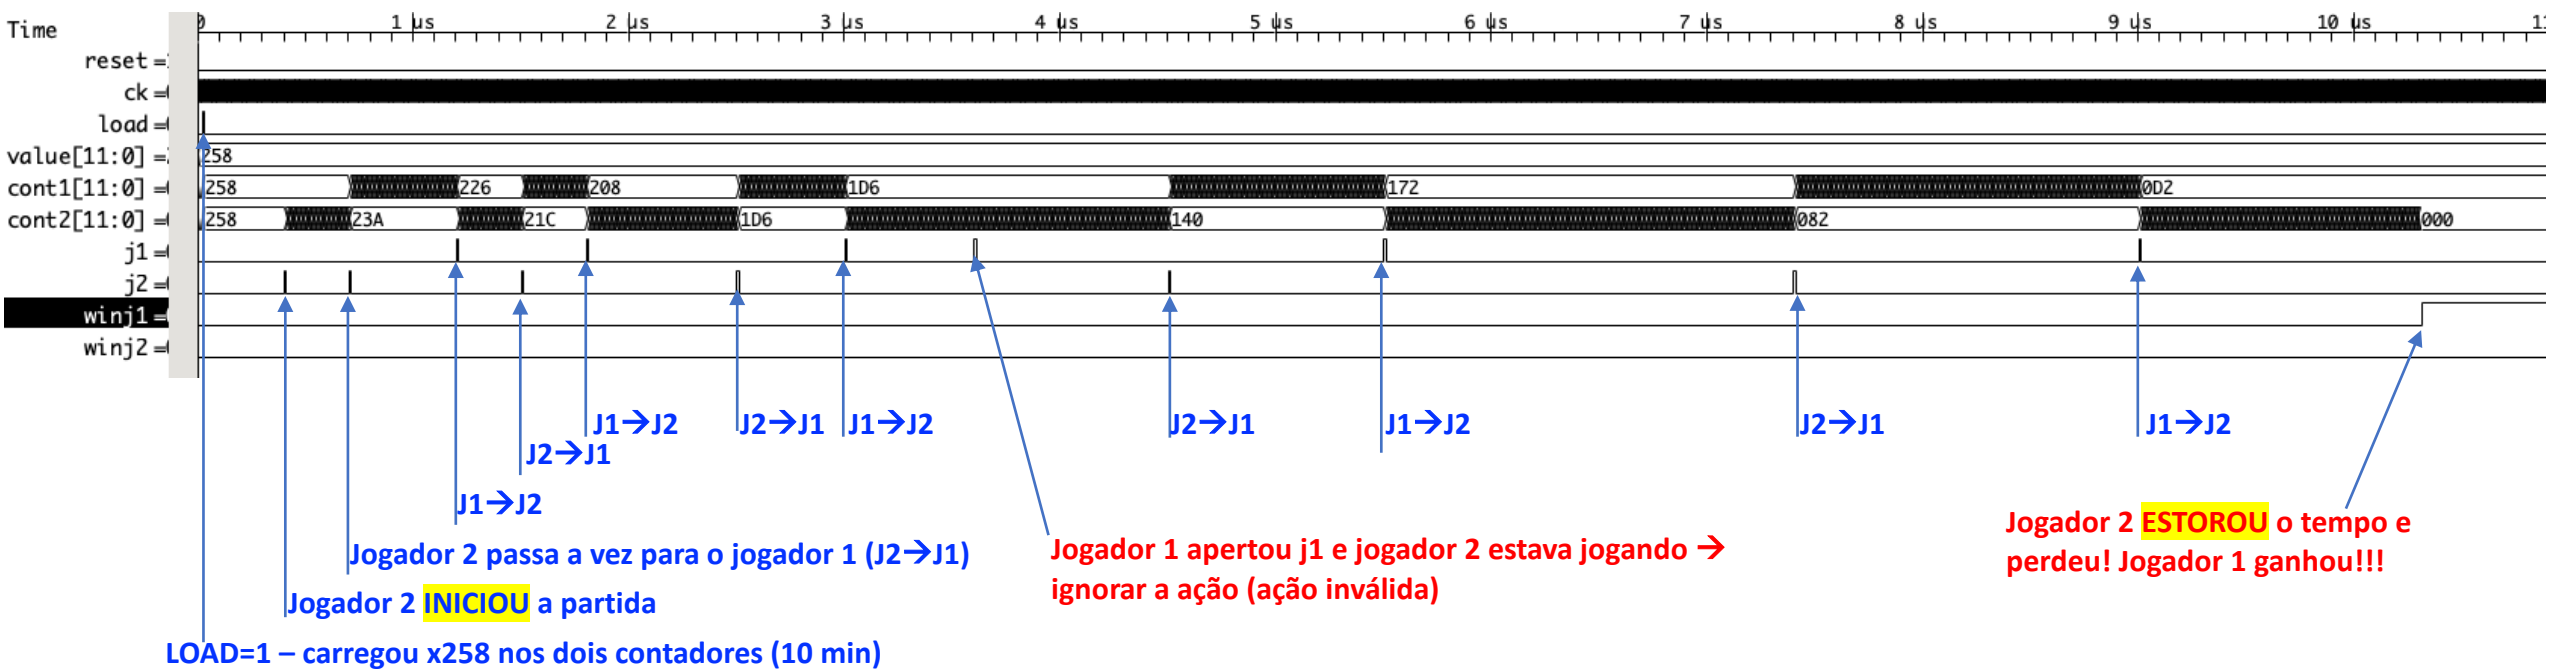 Time 0 1 µs 2 µs 3 µs 4 µs 5 µs 6 µs 7 µs 8 µs 9 µs 10 µs
reset =
ck =
load =
value[11:0] = 258
cont1[11:0] = 258 226 208 1D6 172 0D2
cont2[11:0] = 258 23A 21C 1D6 140 082 000
j1 =
j2 =
winj1 =
winj2 =
J1→J2 J2→J1 J1→J2 J2→J1 J1→J2 J2→J1 J1→J2
J2→J1
J1→J2
Jogador 2 passa a vez para o jogador 1 (J2→J1)
Jogador 2 INICIOU a partida
LOAD=1 – carregou x258 nos dois contadores (10 min)
Jogador 1 apertou j1 e jogador 2 estava jogando →
ignorar a ação (ação inválida)
Jogador 2 ESTOROU o tempo e
perdeu! Jogador 1 ganhou!!!